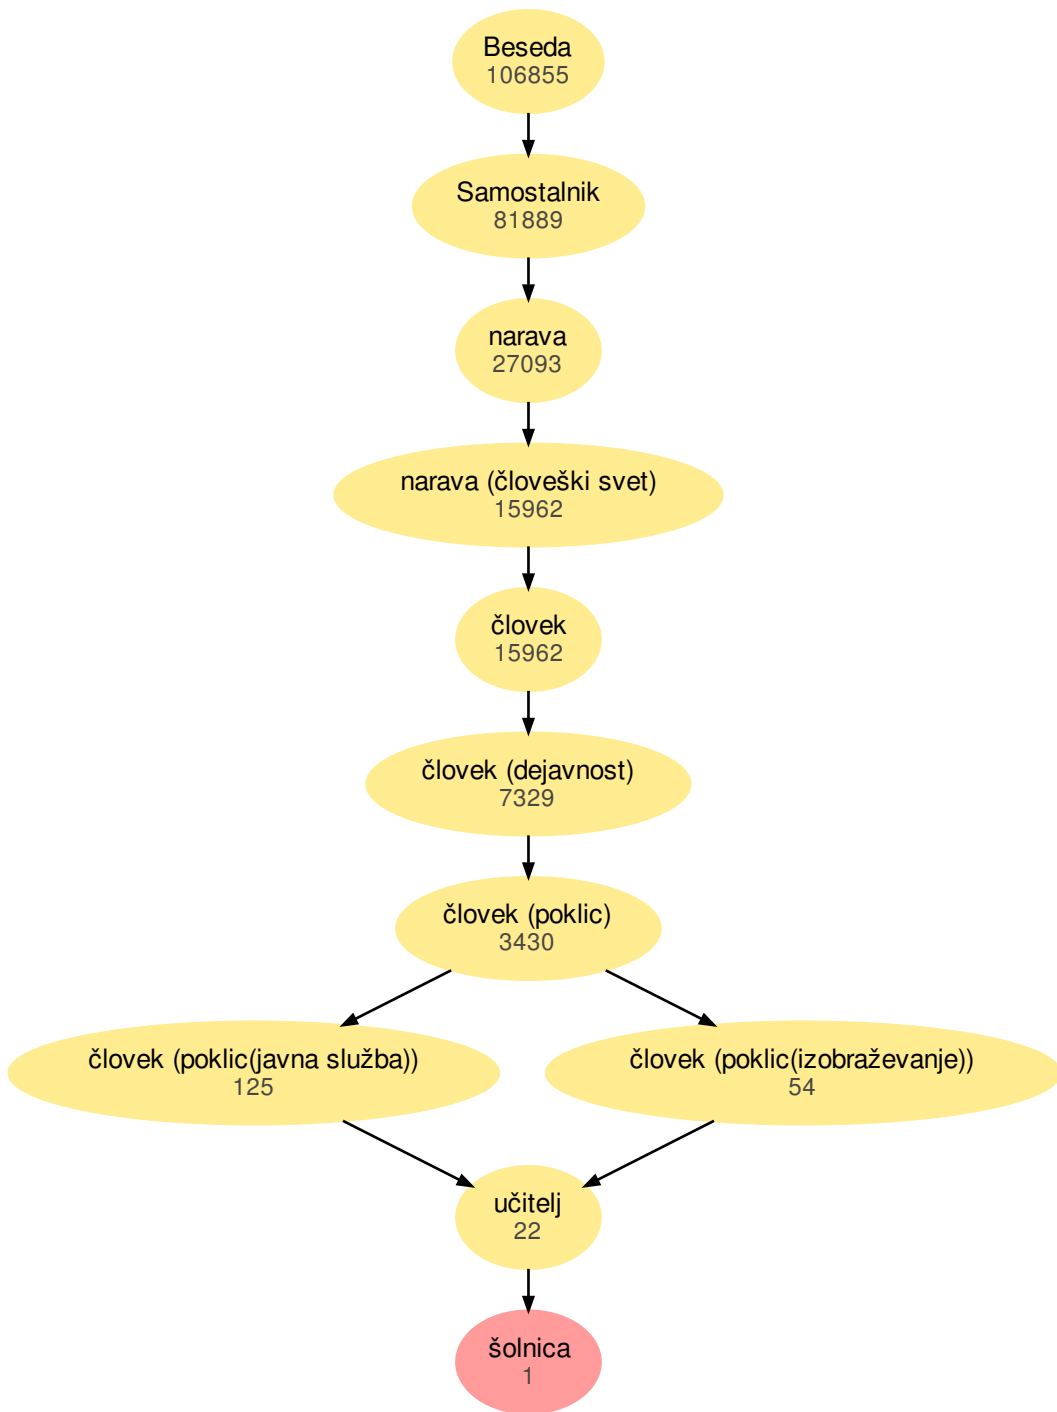 Beseda
106855
Samostalnik
81889
narava
27093
narava (človeški svet)
15962
človek
15962
človek (dejavnost)
7329
človek (poklic)
3430
človek (poklic(javna služba))
125
človek (poklic(izobraževanje))
54
učitelj
22
šolnica
1